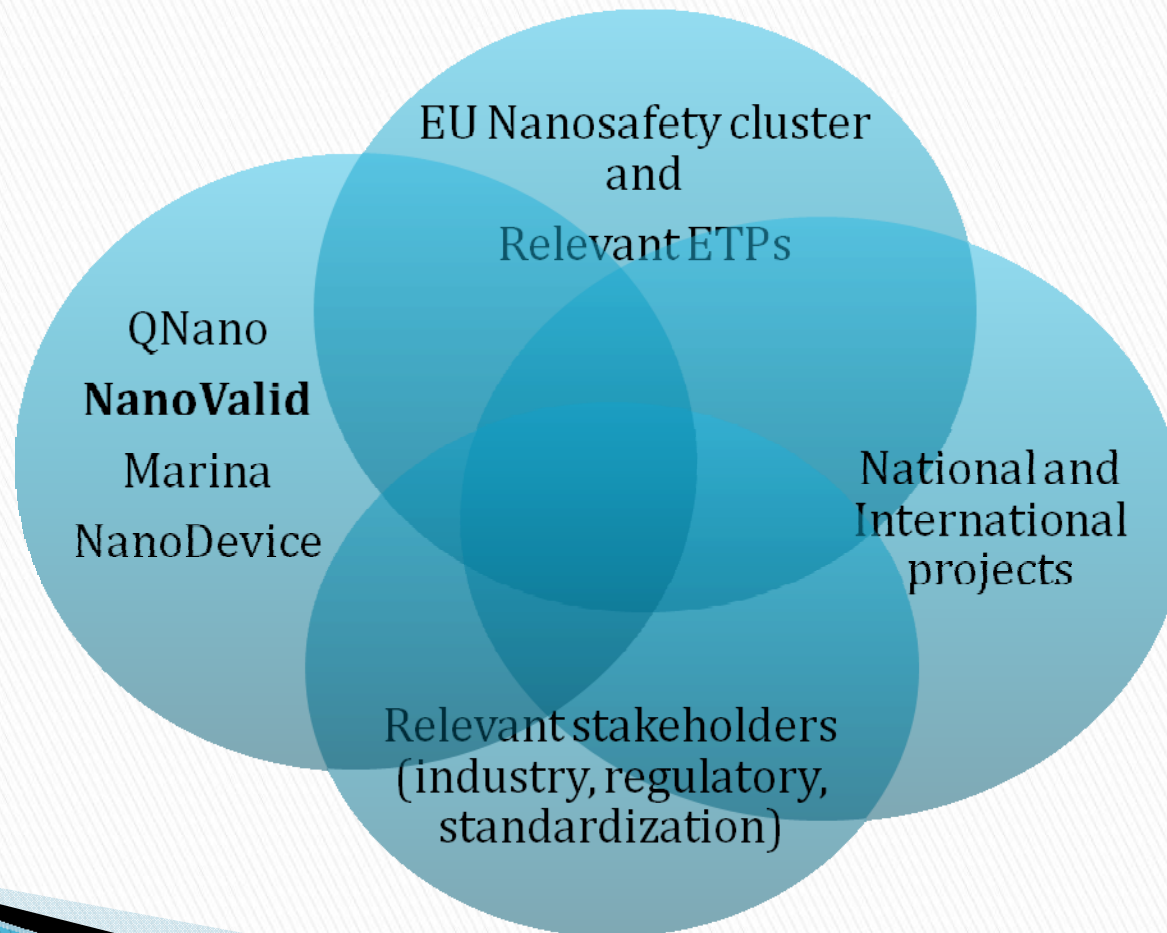 EU Nanosafety cluster
and
Relevant ETPs
QNano
NanoValid
Marina
NanoDevice
National and
International
projects
Relevant stakeholders
(industry, regulatory,
standardization)